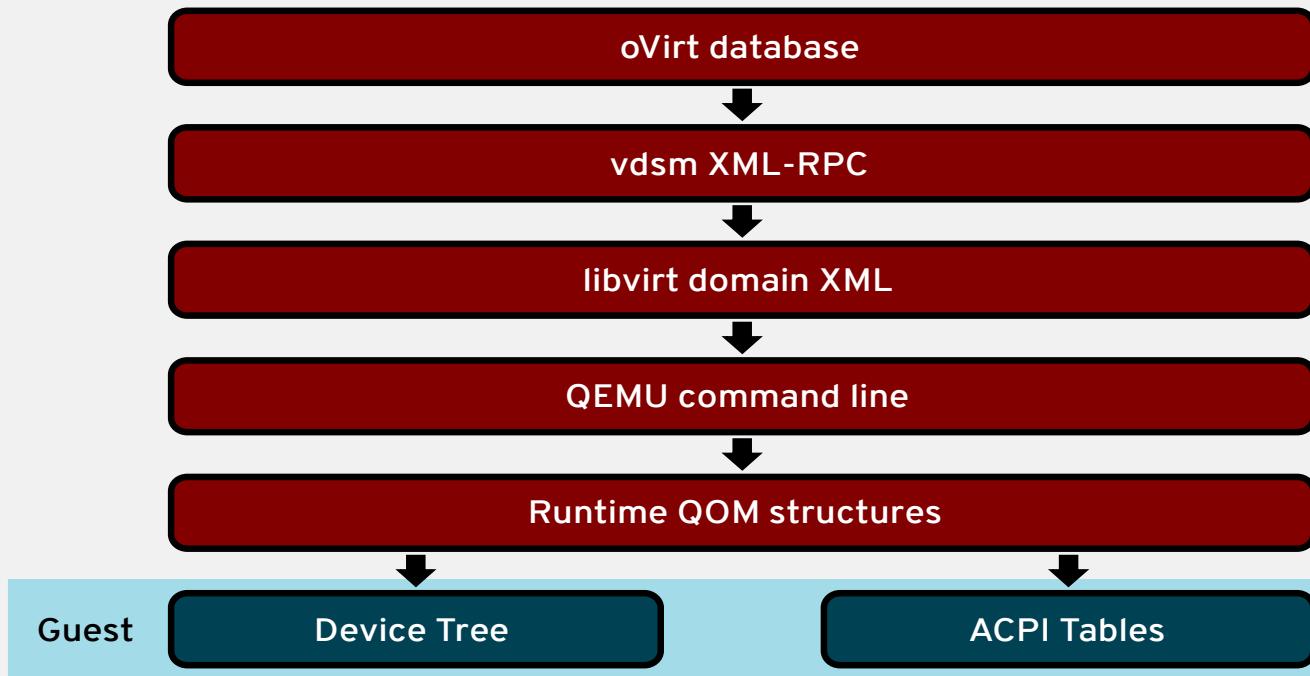 oVirt database
vdsm XML-RPC
libvirt domain XML
QEMU command line
Runtime QOM structures
Guest
Device Tree
ACPI Tables